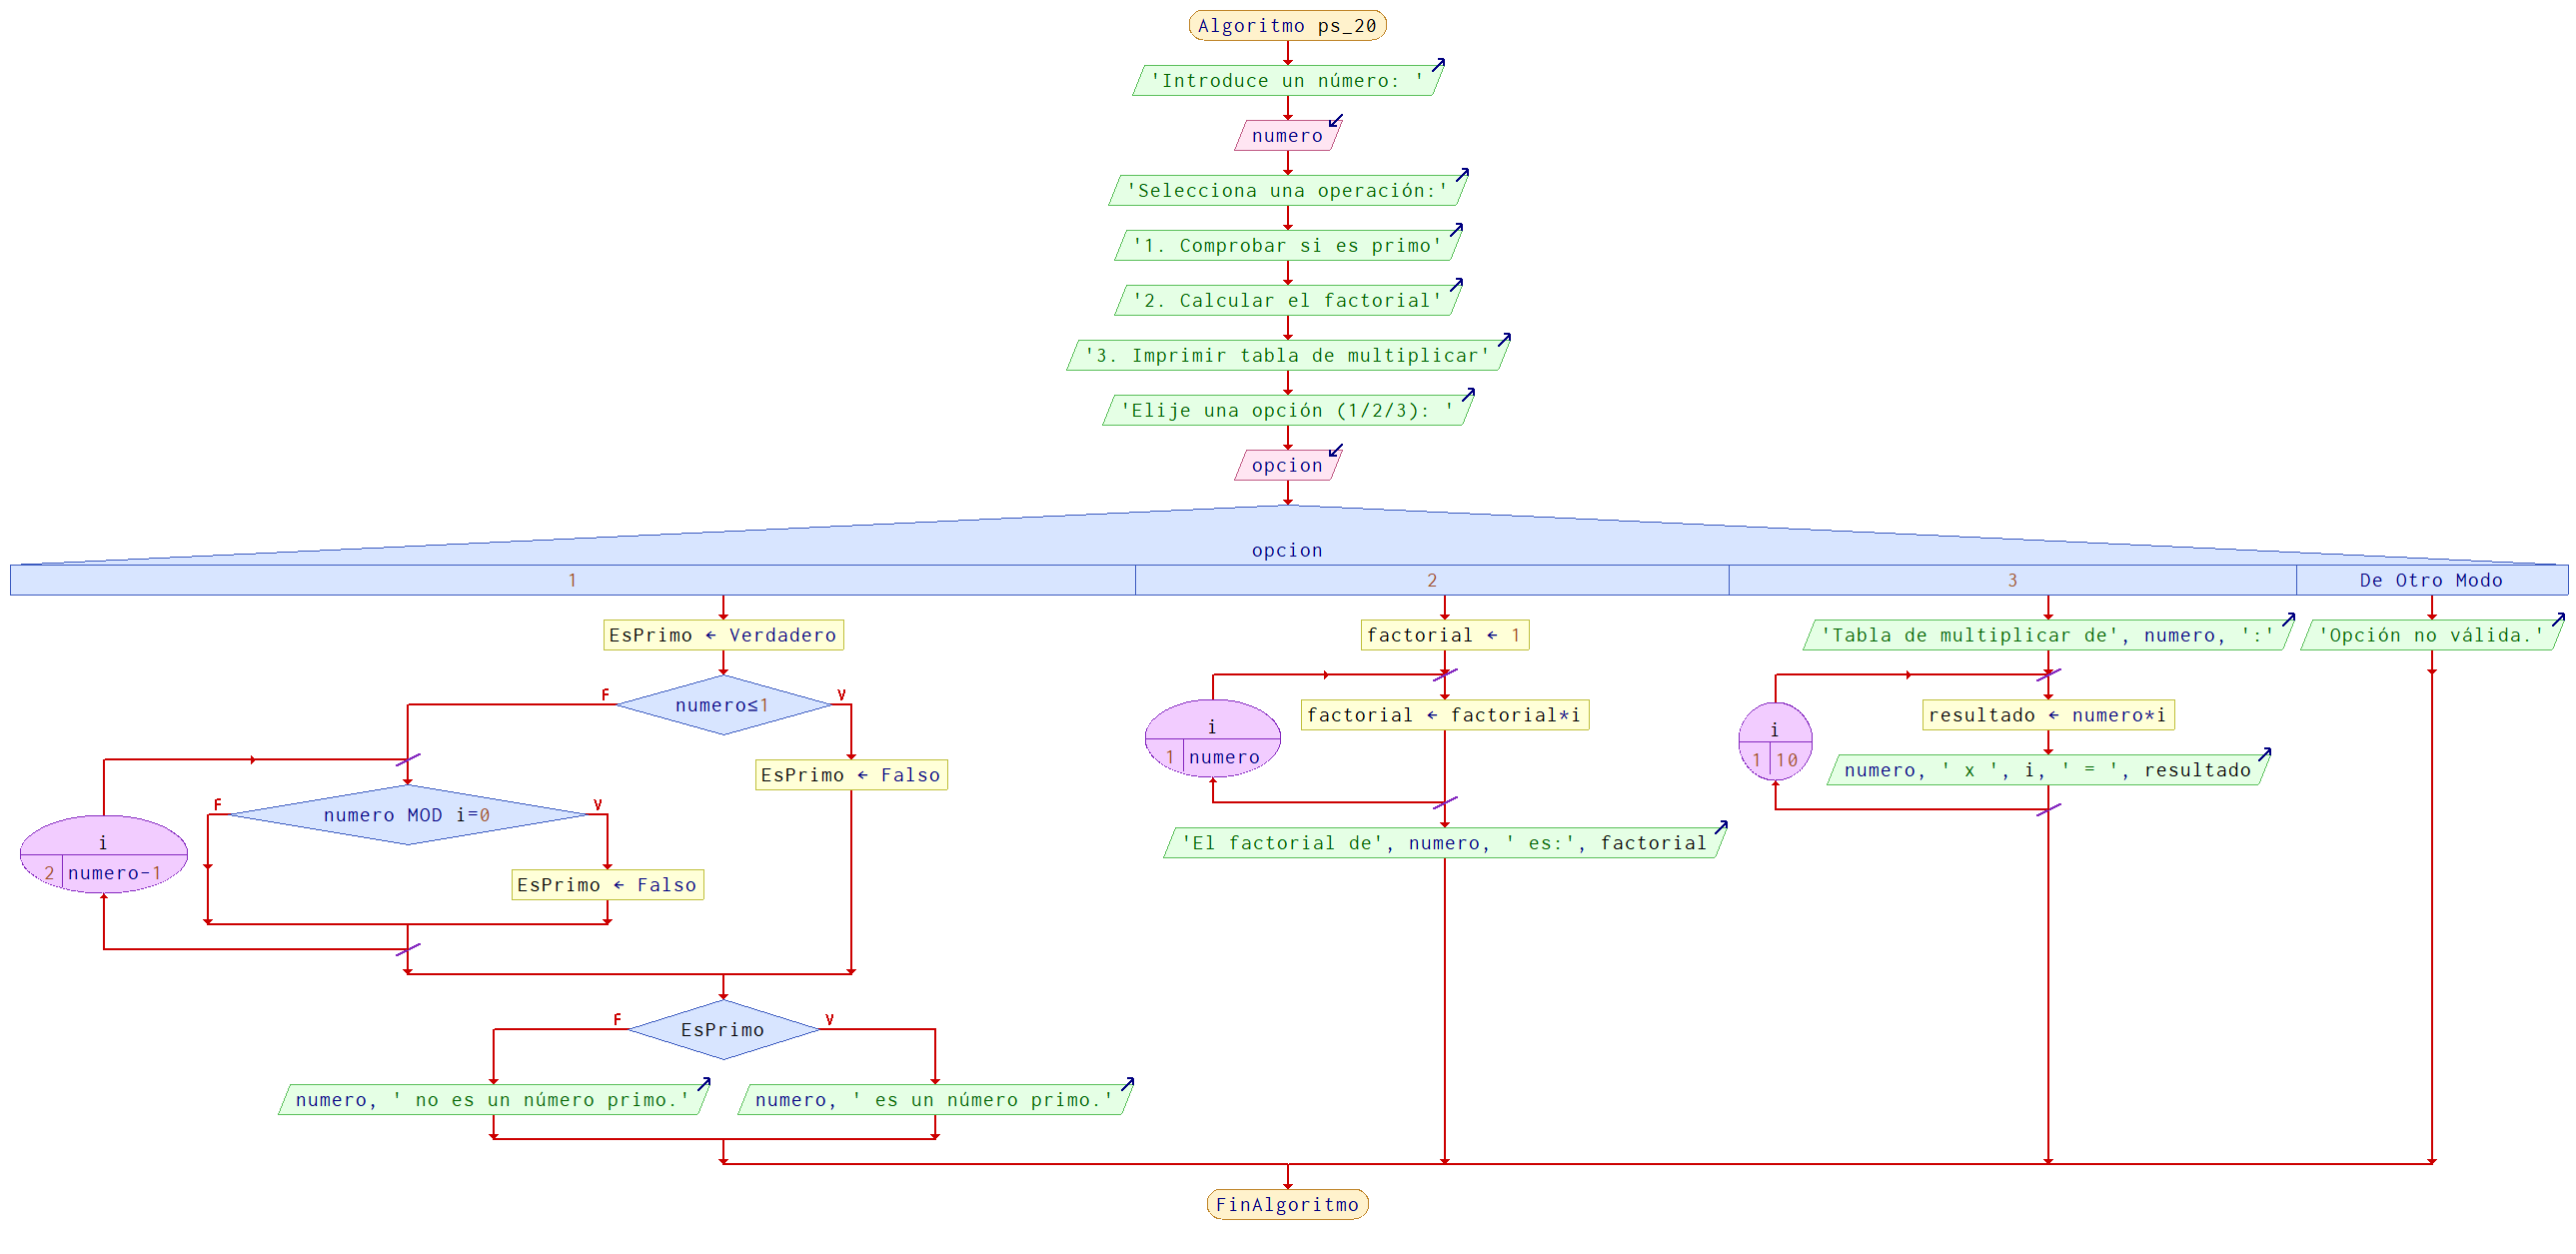 Algoritmo ps_20
'Introduce un número: '
numero
'Selecciona una operación:'
'1. Comprobar si es primo'
'2. Calcular el factorial'
'3. Imprimir tabla de multiplicar'
'Elije una opción (1/2/3): '
opcion
opcion
1
2
3
De Otro Modo
EsPrimo ← Verdadero
numero≤1
F
V
EsPrimo ← Falso
i
2 numero-1
numero MOD i=0
F
V
EsPrimo ← Falso
EsPrimo
F
V
numero, ' no es un número primo.'
numero, ' es un número primo.'
factorial ← 1
i
1 numero
factorial ← factorial*i
'El factorial de', numero, ' es:', factorial
'Tabla de multiplicar de', numero, ':'
i
1 10
resultado ← numero*i
numero, ' x ', i, ' = ', resultado
'Opción no válida.'
FinAlgoritmo